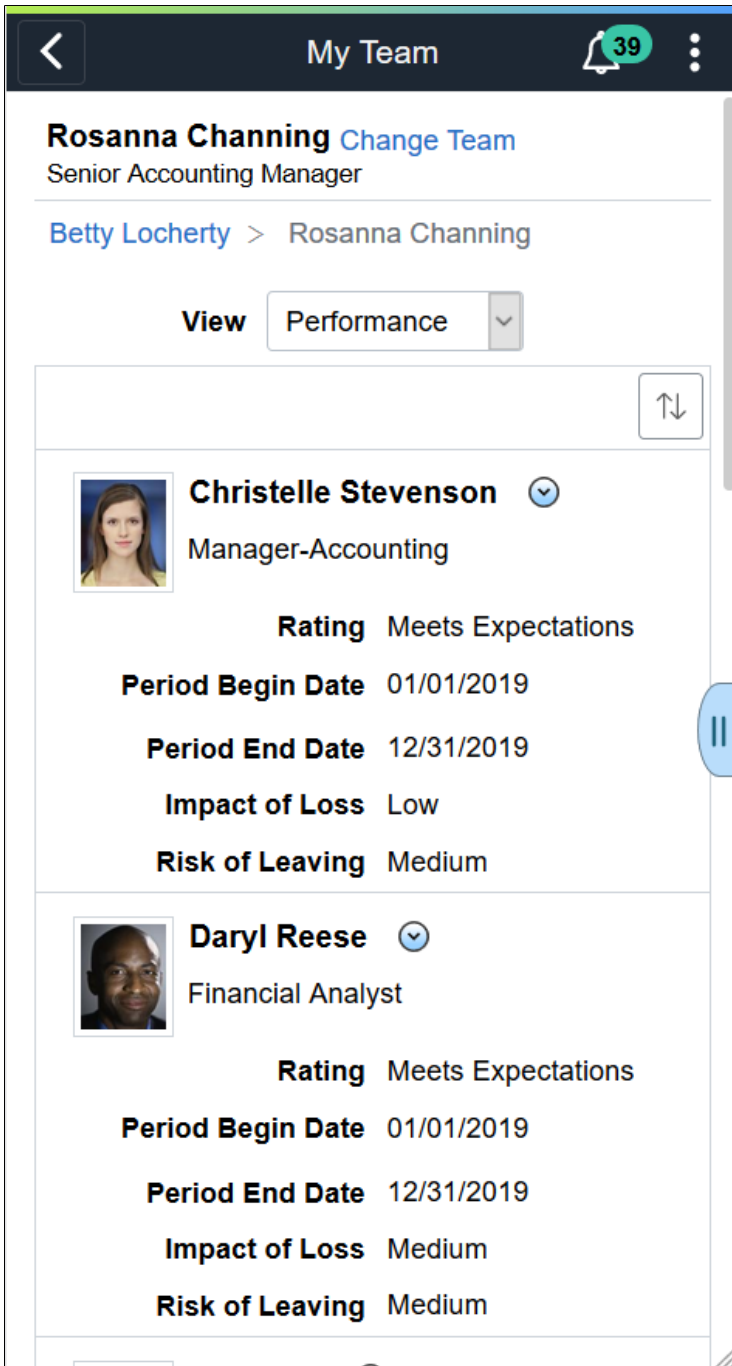 My Team
39
Rosanna Channing Change Team
Senior Accounting Manager
Betty Locherty > Rosanna Channing
View Performance
Christelle Stevenson
Manager-Accounting
Rating Meets Expectations
Period Begin Date 01/01/2019
Period End Date 12/31/2019
Impact of Loss Low
Risk of Leaving Medium
Daryl Reese
Financial Analyst
Rating Meets Expectations
Period Begin Date 01/01/2019
Period End Date 12/31/2019
Impact of Loss Medium
Risk of Leaving Medium